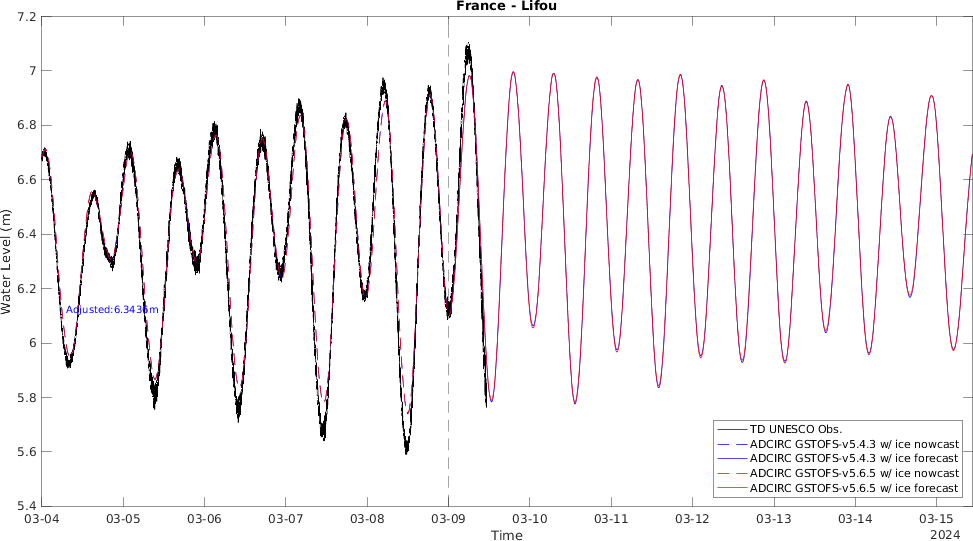 France - Lifou
7.2
7
6.8
6.6
6.4
6.2
6
5.8
5.6
5.4
Water Level (m)
Adjusted:6.3436m
TD UNESCO Obs.
ADCIRC GSTOFS-v5.4.3 w/ ice nowcast
ADCIRC GSTOFS-v5.4.3 w/ ice forecast
ADCIRC GSTOFS-v5.6.5 w/ ice nowcast
ADCIRC GSTOFS-v5.6.5 w/ ice forecast
03-04 03-05 03-06 03-07 03-08 03-09 03-10 03-11 03-12 03-13 03-14 03-15
Time
2024